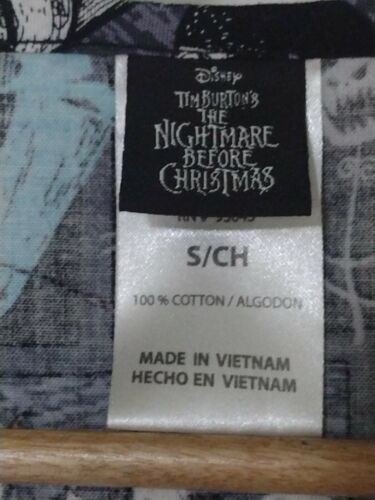 Disney
TIM BURTON'S
THE
NIGHTMARE
BEFORE
CHRISTMAS
S/CH
100% COTTON / ALGODON
MADE IN VIETNAM
HECHO EN VIETNAM